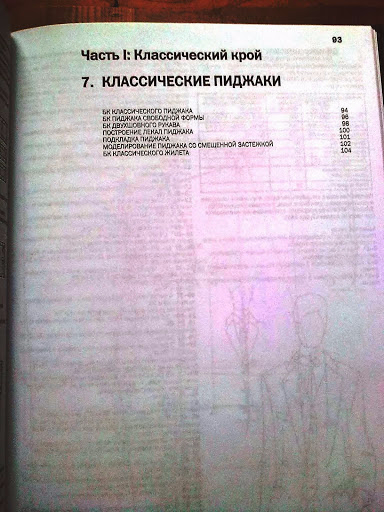 93
Часть I: Классический крой
7. КЛАССИЧЕСКИЕ ПИДЖАКИ
БК КЛАССИЧЕСКОГО ПИДЖАКА 94
БК ПИДЖАКА СВОБОДНОЙ ФОРМЫ 96
БК ДВУХШОВНОГО РУКАВА 98
ПОСТРОЕНИЕ ЛЕКАЛ ПИДЖАКА 100
ПОДКЛАДКА ПИДЖАКА 101
МОДЕЛИРОВАНИЕ ПИДЖАКА СО СМЕЩЕННОЙ ЗАСТЕЖКОЙ 102
БК КЛАССИЧЕСКОГО ЖИЛЕТА 104